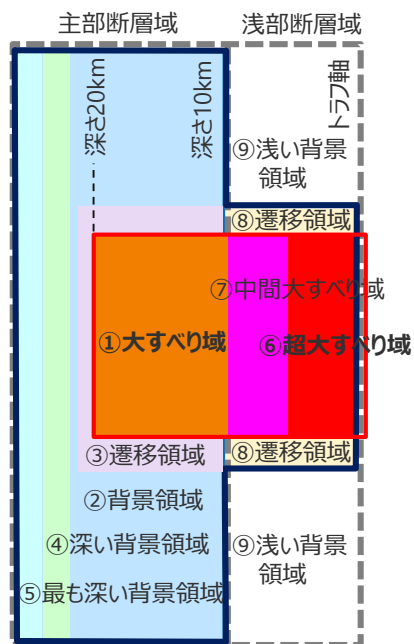 主部断層域
浅部断層域
深さ20km
深さ10km
トラフ軸
⑨浅い背景
領域
⑧遷移領域
⑦中間大すべり域
①大すべり域
⑥超大すべり域
③遷移領域
⑧遷移領域
②背景領域
④深い背景領域
⑨浅い背景
領域
⑤最も深い背景領域